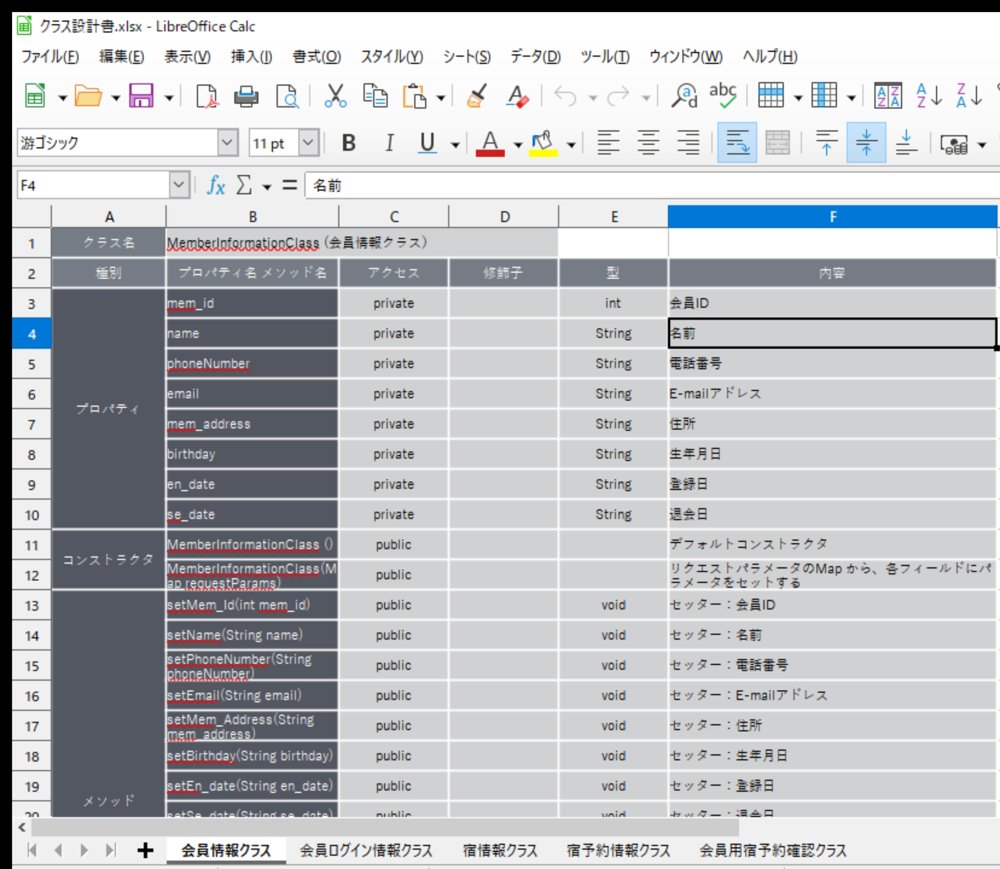 クラス設計書.xlsx - LibreOffice Calc
ファイル(F) 編集(E) 表示(V) 挿入(I) 書式(O) スタイル(Y) シート(S) データ(D) ツール(T) ウィンドウ(W) ヘルプ(H)
游ゴシック 11 pt
F4 名前
A B C D E F
1 クラス名 MemberInformationClass (会員情報クラス)
2 種別 プロパティ名 メソッド名 アクセス 修飾子 型 内容
3 mem_id private int 会員ID
4 name private String 名前
5 phoneNumber private String 電話番号
6 email private String E-mailアドレス
プロパティ
7 mem_address private String 住所
8 birthday private String 生年月日
9 en_date private String 登録日
10 se_date private String 退会日
11 MemberInformationClass () public デフォルトコンストラクタ
コンストラクタ
12 MemberInformationClass(M public リクエストパラメータのMap から、各フィールドにパ
ap requestParams) ラメータをセットする
13 setMem_Id(int mem_id) public void セッター：会員ID
14 setName(String name) public void セッター：名前
15 setPhoneNumber(String public void セッター：電話番号
phoneNumber)
16 setEmail(String email) public void セッター：E-mailアドレス
17 setMem_Address(String public void セッター：住所
mem_address)
18 setBirthday(String birthday) public void セッター：生年月日
19 setEn_date(String en_date) public void セッター：登録日
メソッド
20 setSe_date(String se_date) public void セッター：退会日
会員情報クラス 会員ログイン情報クラス 宿情報クラス 宿予約情報クラス 会員用宿予約確認クラス